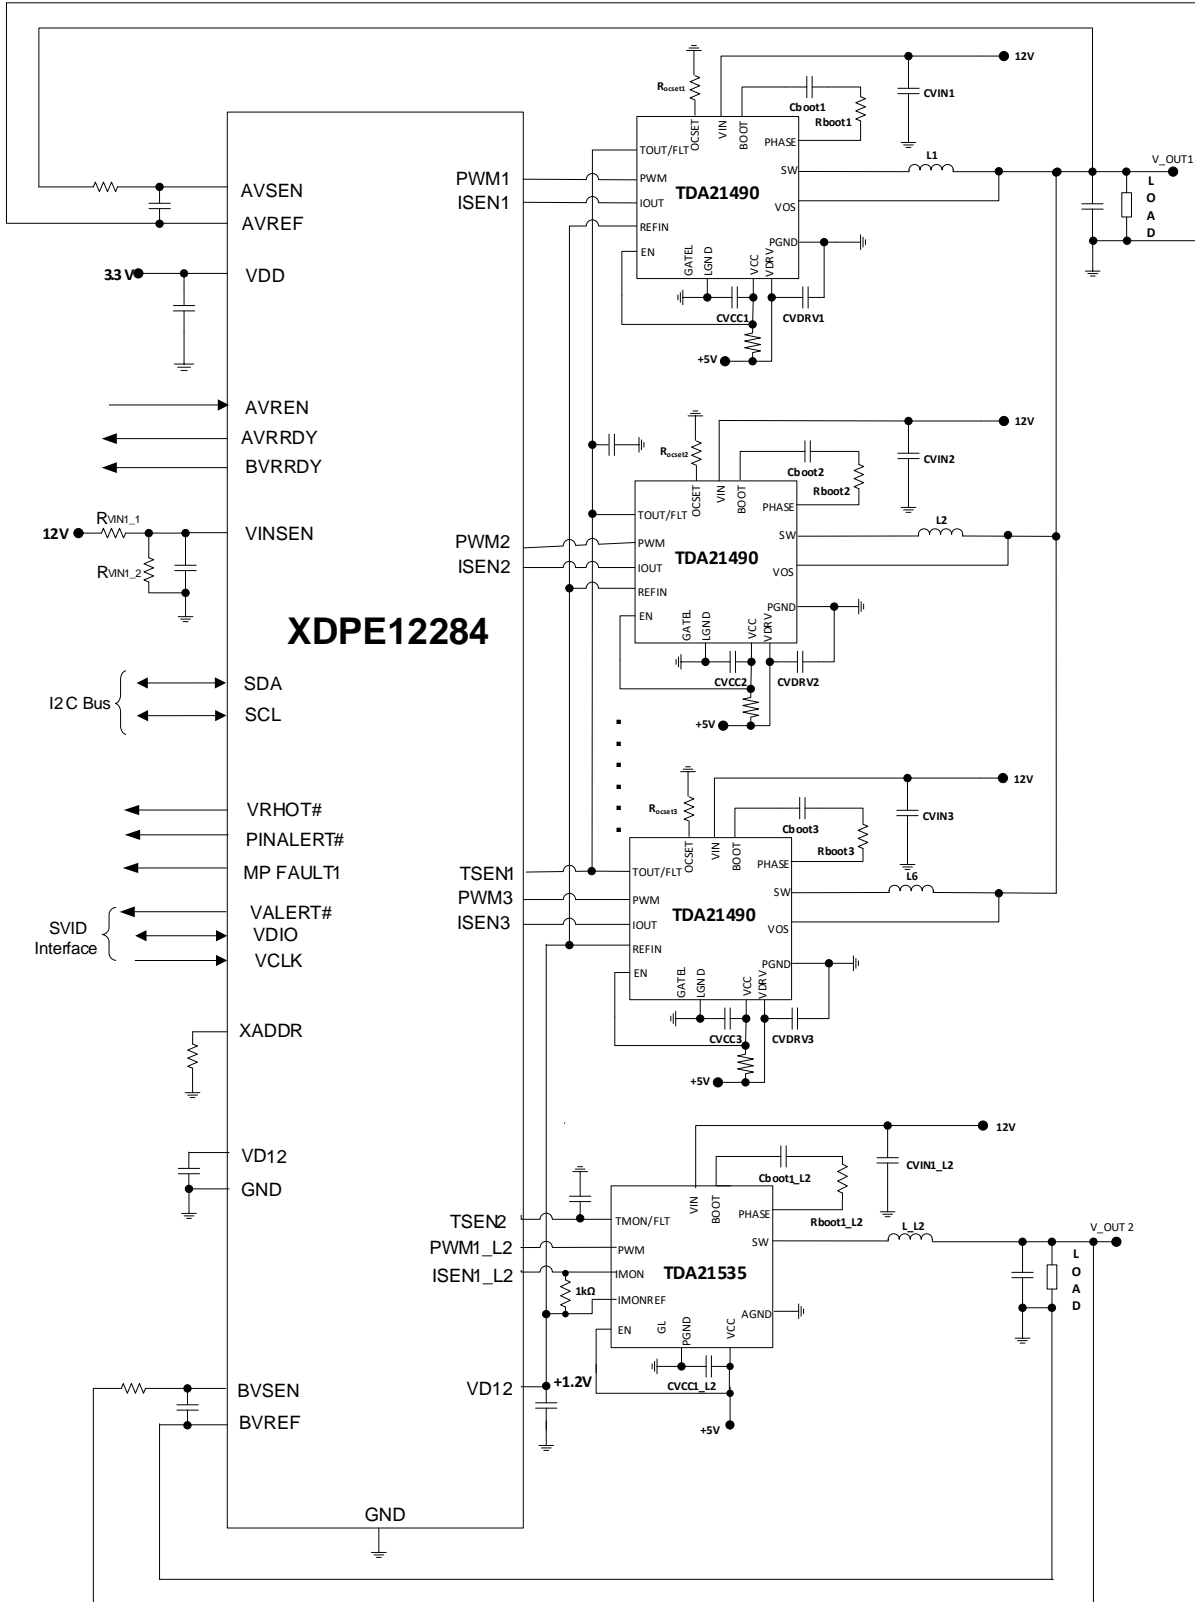 XDPE12284
AVSEN
AVREF
3.3 V
VDD
AVREN
AVRRDY
BVRRDY
12V
RVIN1_1
RVIN1_2
VINSEN
I2C Bus
SDA
SCL
VRHOT#
PINALERT#
MP FAULT1
SVID
Interface
VALERT#
VDIO
VCLK
XADDR
VD12
GND
BVSEN
BVREF
GND
PWM1
ISEN1
PWM2
ISEN2
TSEN1
PWM3
ISEN3
TSEN2
PWM1_L2
ISEN1_L2
VD12
+1.2V
1kΩ
Rocset1
OCSET
VIN
BOOT
Cboot1
Rboot1
CVIN1
12V
TOUT/FLT
PWM
IOUT
REFIN
EN
TDA21490
PHASE
SW
VOS
PGND
GATEL
LGND
VCC
VDRV
CVCC1
CVDRV1
+5V
L1
V_OUT1
L
O
A
D
Rocset2
OCSET
VIN
BOOT
Cboot2
Rboot2
CVIN2
12V
TOUT/FLT
PWM
IOUT
REFIN
EN
TDA21490
PHASE
SW
VOS
PGND
GATEL
LGND
VCC
VDRV
CVCC2
CVDRV2
+5V
L2
Rocset3
OCSET
VIN
BOOT
Cboot3
Rboot3
CVIN3
12V
TOUT/FLT
PWM
IOUT
REFIN
EN
TDA21490
PHASE
SW
VOS
PGND
GATEL
LGND
VCC
VDRV
CVCC3
CVDRV3
+5V
L6
VIN
BOOT
Cboot1_L2
Rboot1_L2
CVIN1_L2
12V
TMON/FLT
PWM
IMON
IMONREF
EN
TDA21535
PHASE
SW
AGND
GL
PGND
VCC
CVCC1_L2
+5V
L_L2
V_OUT 2
L
O
A
D